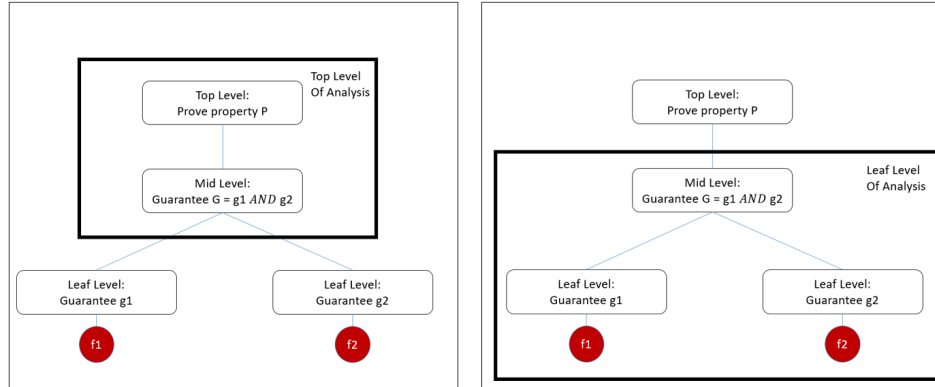 Top Level
Of Analysis
Top Level:
Prove property P
Mid Level:
Guarantee G = g1 AND g2
Leaf Level:
Guarantee g1
Leaf Level:
Guarantee g2
f1
f2
Top Level:
Prove property P
Leaf Level
Of Analysis
Mid Level:
Guarantee G = g1 AND g2
Leaf Level:
Guarantee g1
Leaf Level:
Guarantee g2
f1
f2